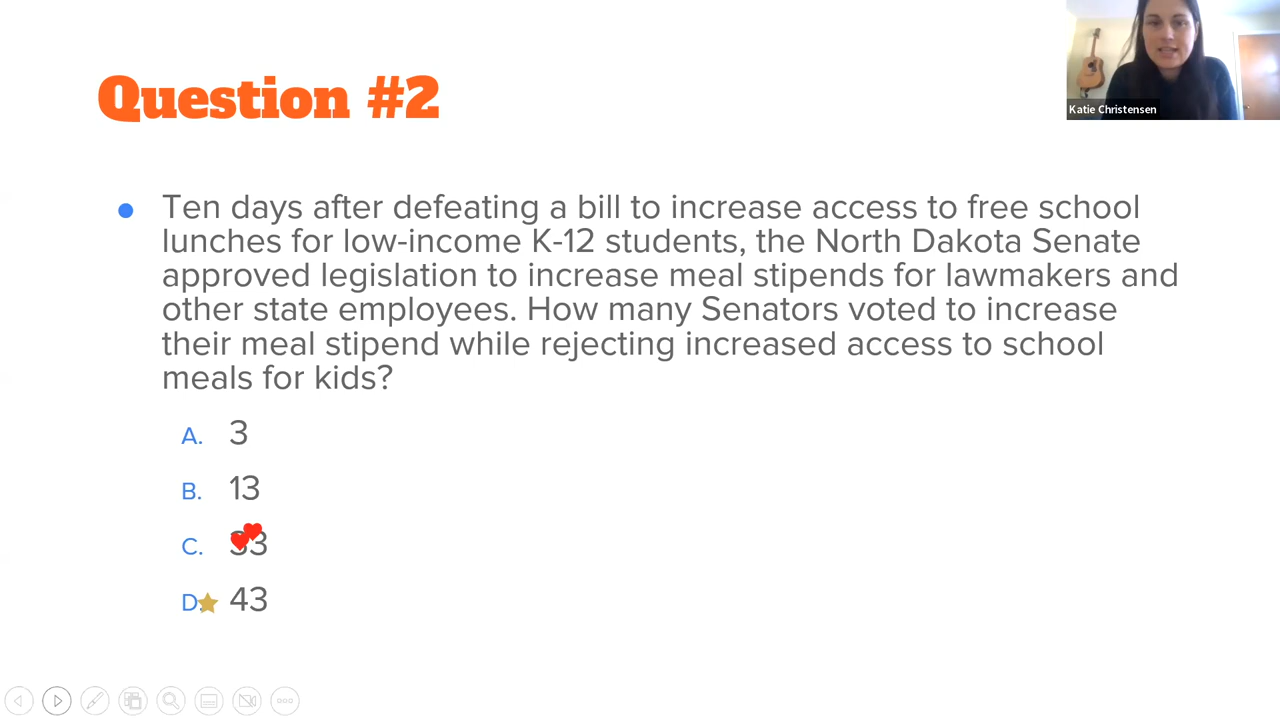 Question #2
Katie Christensen
● Ten days after defeating a bill to increase access to free school
lunches for low-income K-12 students, the North Dakota Senate
approved legislation to increase meal stipends for lawmakers and
other state employees. How many Senators voted to increase
their meal stipend while rejecting increased access to school
meals for kids?
A. 3
B. 13
C. 33
D. 43